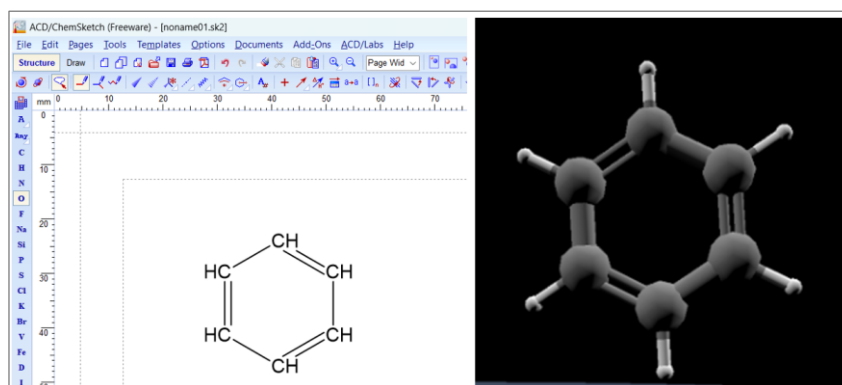 ACD/ChemSketch (Freeware) - [noname01.sk2]
File Edit Pages Tools Templates Options Documents Add-Ons ACD/Labs Help
Structure Draw Page Wid
mm 0 10 20 30 40 50 60 70
0
10
20
30
40
A
Any
C
H
N
O
F
Na
Si
P
S
Cl
K
Br
V
Fe
D
I
CH
HC CH
HC CH
CH